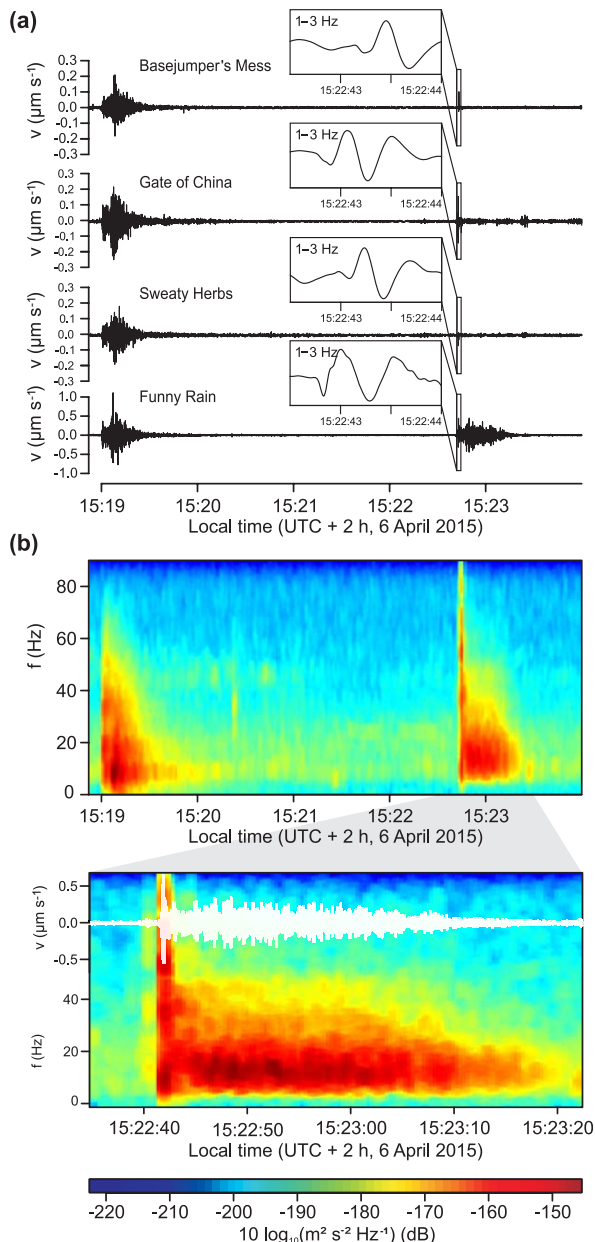 (a)
1–3 Hz
Basejumper's Mess
v (µm s⁻¹)
0.3
0.2
0.1
0.0
-0.1
-0.2
-0.3
15:22:43
15:22:44
1–3 Hz
Gate of China
v (µm s⁻¹)
0.3
0.2
0.1
0.0
-0.1
-0.2
-0.3
15:22:43
15:22:44
1–3 Hz
Sweaty Herbs
v (µm s⁻¹)
0.3
0.2
0.1
0.0
-0.1
-0.2
-0.3
15:22:43
15:22:44
1–3 Hz
Funny Rain
v (µm s⁻¹)
1.0
0.5
0.0
-0.5
-1.0
15:22:43
15:22:44
15:19 15:20 15:21 15:22 15:23
Local time (UTC + 2 h, 6 April 2015)
(b)
f (Hz)
80
60
40
20
0
15:19 15:20 15:21 15:22 15:23
Local time (UTC + 2 h, 6 April 2015)
v (µm s⁻¹)
0.5
0.0
-0.5
f (Hz)
40
20
0
15:22:40 15:22:50 15:23:00 15:23:10 15:23:20
Local time (UTC + 2 h, 6 April 2015)
-220 -210 -200 -190 -180 -170 -160 -150
10 log₁₀(m² s⁻² Hz⁻¹) (dB)